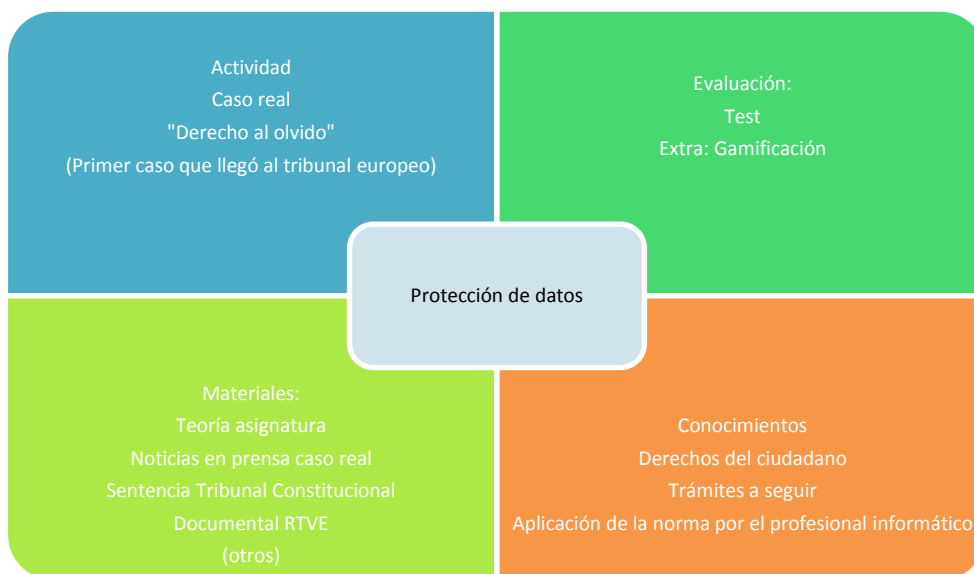 Actividad
Caso real
"Derecho al olvido"
(Primer caso que llegó al tribunal europeo)
Evaluación:
Test
Extra: Gamificación
Protección de datos
Materiales:
Teoría asignatura
Noticias en prensa caso real
Sentencia Tribunal Constitucional
Documental RTVE
(otros)
Conocimientos
Derechos del ciudadano
Trámites a seguir
Aplicación de la norma por el profesional informático